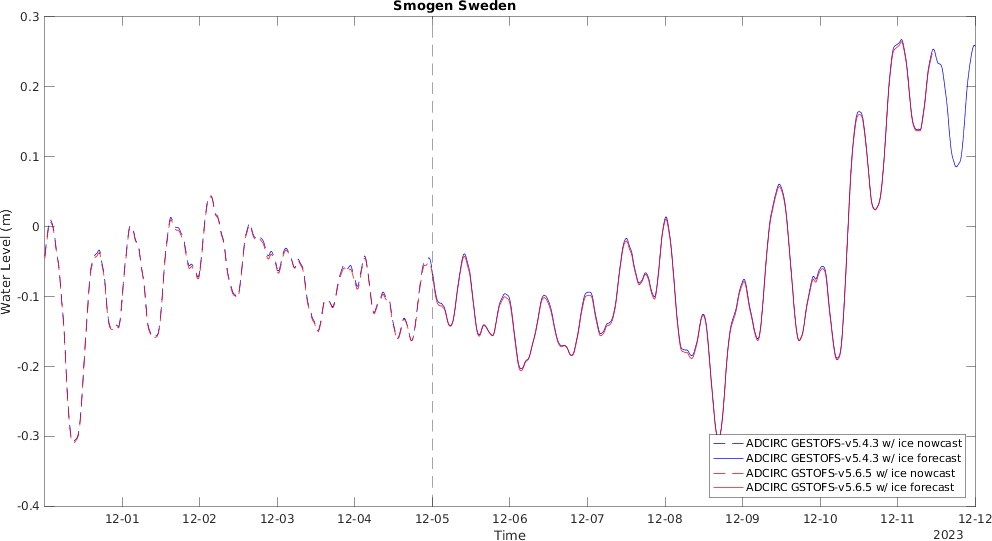 Smogen Sweden
Water Level (m)
0.3
0.2
0.1
0
-0.1
-0.2
-0.3
-0.4
12-01 12-02 12-03 12-04 12-05 12-06 12-07 12-08 12-09 12-10 12-11 12-12
Time
2023
ADCIRC GESTOFS-v5.4.3 w/ ice nowcast
ADCIRC GESTOFS-v5.4.3 w/ ice forecast
ADCIRC GSTOFS-v5.6.5 w/ ice nowcast
ADCIRC GSTOFS-v5.6.5 w/ ice forecast